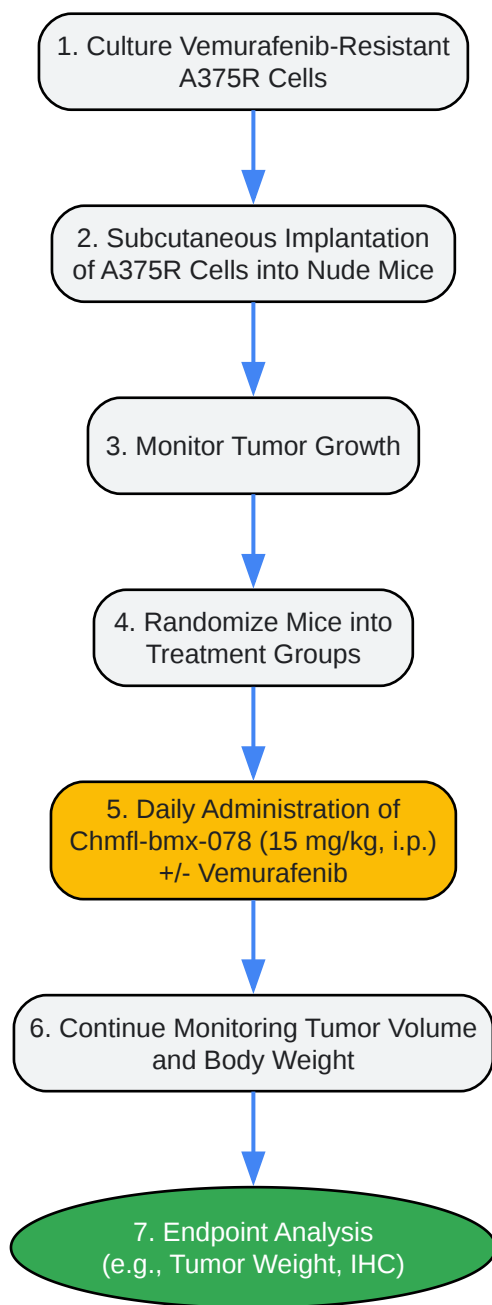 1. Culture Vemurafenib-Resistant
A375R Cells
2. Subcutaneous Implantation
of A375R Cells into Nude Mice
3. Monitor Tumor Growth
4. Randomize Mice into
Treatment Groups
5. Daily Administration of
Chmfl-bmx-078 (15 mg/kg, i.p.)
+/- Vemurafenib
6. Continue Monitoring Tumor Volume
and Body Weight
7. Endpoint Analysis
(e.g., Tumor Weight, IHC)